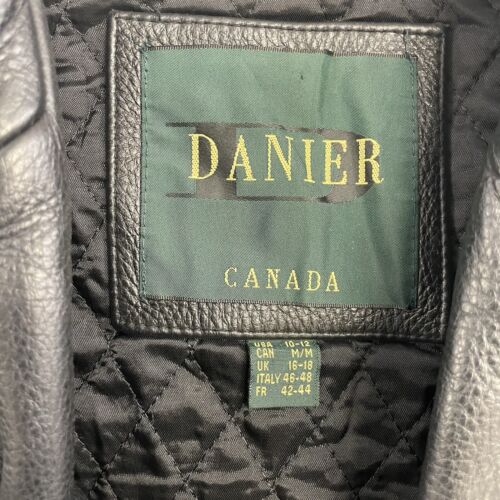 DANIER
CANADA
USA 10-12
CAN M/M
UK 16-18
ITALY 46-48
FR 42-44